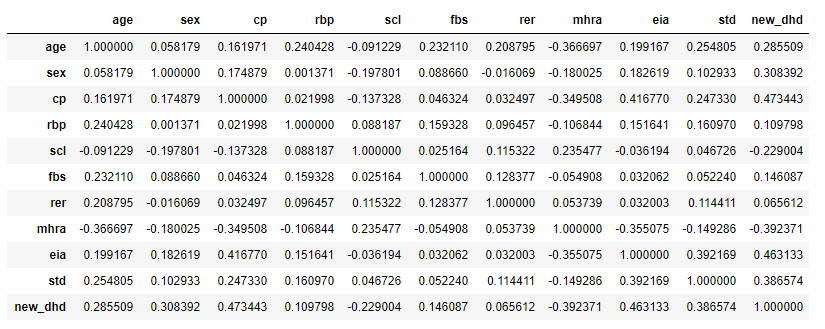 age sex cp rbp scl fbs rer mhra eia std new_dhd
age 1.000000 0.058179 0.161971 0.240428 -0.091229 0.232110 0.208795 -0.366697 0.199167 0.254805 0.285509
sex 0.058179 1.000000 0.174879 0.001371 -0.197801 0.088660 -0.016069 -0.180025 0.182619 0.102933 0.308392
cp 0.161971 0.174879 1.000000 0.021998 -0.137328 0.046324 0.032497 -0.349508 0.416770 0.247330 0.473443
rbp 0.240428 0.001371 0.021998 1.000000 0.088187 0.159328 0.096457 -0.106844 0.151641 0.160970 0.109798
scl -0.091229 -0.197801 -0.137328 0.088187 1.000000 0.025164 0.115322 0.235477 -0.036194 0.046726 -0.229004
fbs 0.232110 0.088660 0.046324 0.159328 0.025164 1.000000 0.128377 -0.054908 0.032062 0.052240 0.146087
rer 0.208795 -0.016069 0.032497 0.096457 0.115322 0.128377 1.000000 0.053739 0.032003 0.114411 0.065612
mhra -0.366697 -0.180025 -0.349508 -0.106844 0.235477 -0.054908 0.053739 1.000000 -0.355075 -0.149286 -0.392371
eia 0.199167 0.182619 0.416770 0.151641 -0.036194 0.032062 0.032003 -0.355075 1.000000 0.392169 0.463133
std 0.254805 0.102933 0.247330 0.160970 0.046726 0.052240 0.114411 -0.149286 0.392169 1.000000 0.386574
new_dhd 0.285509 0.308392 0.473443 0.109798 -0.229004 0.146087 0.065612 -0.392371 0.463133 0.386574 1.000000